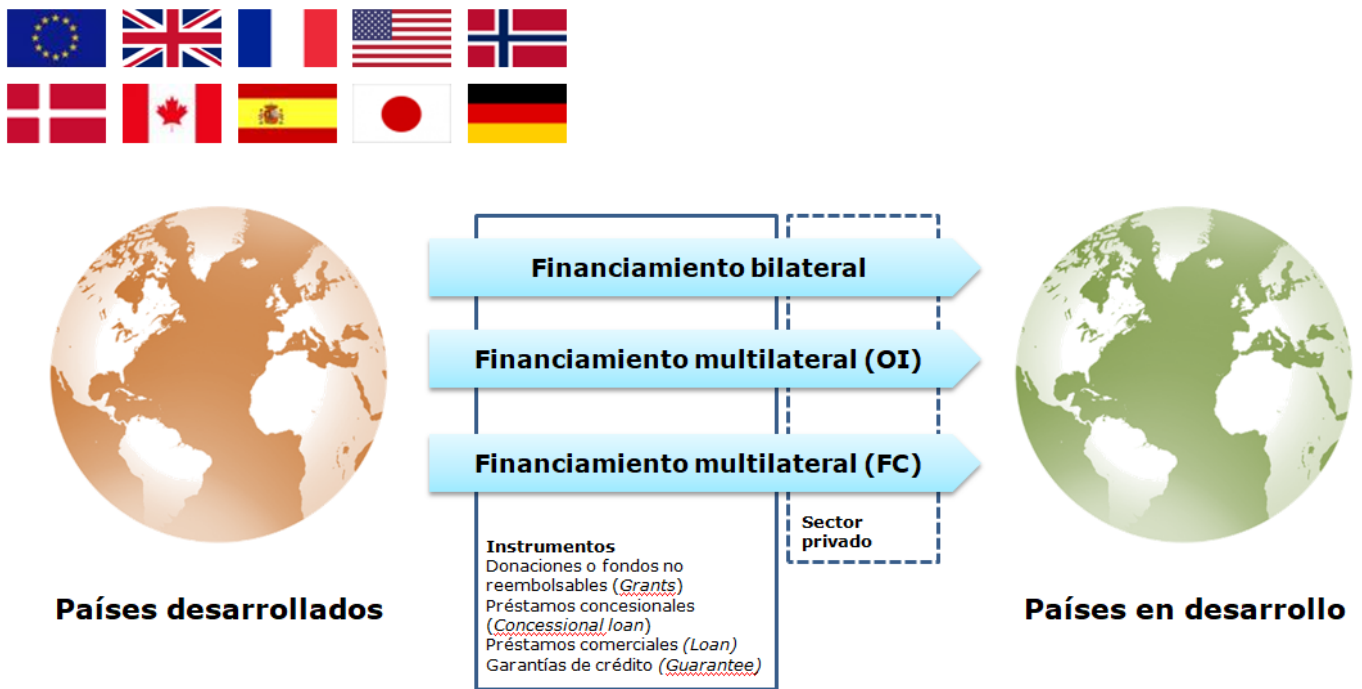 Financiamiento bilateral
Financiamiento multilateral (OI)
Financiamiento multilateral (FC)
Sector
privado
Instrumentos
Donaciones o fondos no
reembolsables (Grants)
Préstamos concesionales
(Concessional loan)
Préstamos comerciales (Loan)
Garantías de crédito (Guarantee)
Países desarrollados
Países en desarrollo